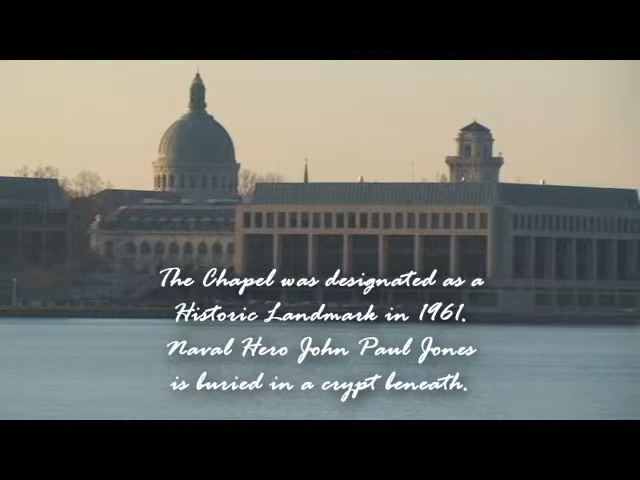 The Chapel was designated as a
Historic Landmark in 1961.
Naval Hero John Paul Jones
is buried in a crypt beneath.